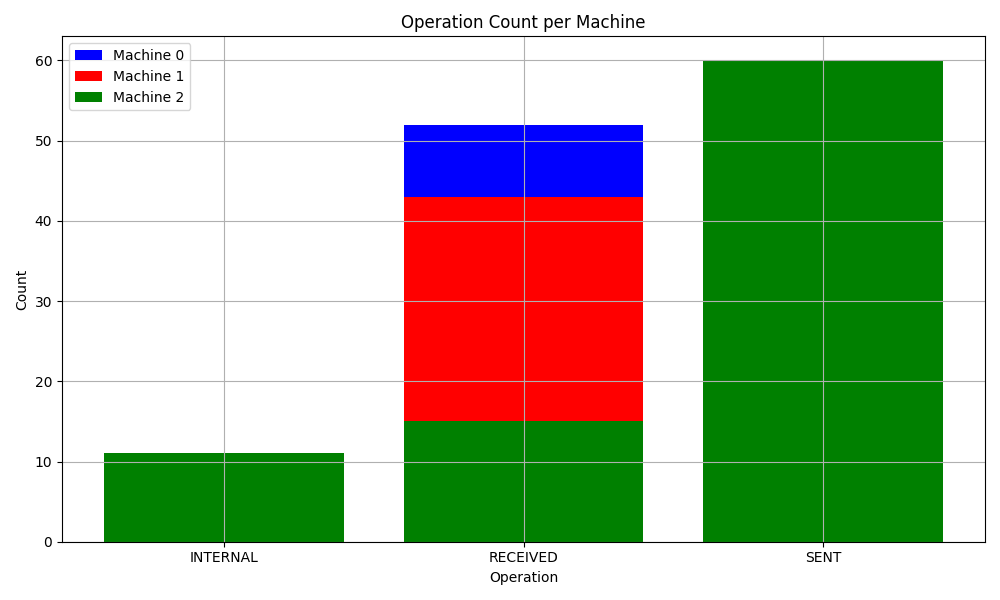 Operation Count per Machine
Machine 0
Machine 1
Machine 2
Count
60
50
40
30
20
10
0
INTERNAL
RECEIVED
SENT
Operation